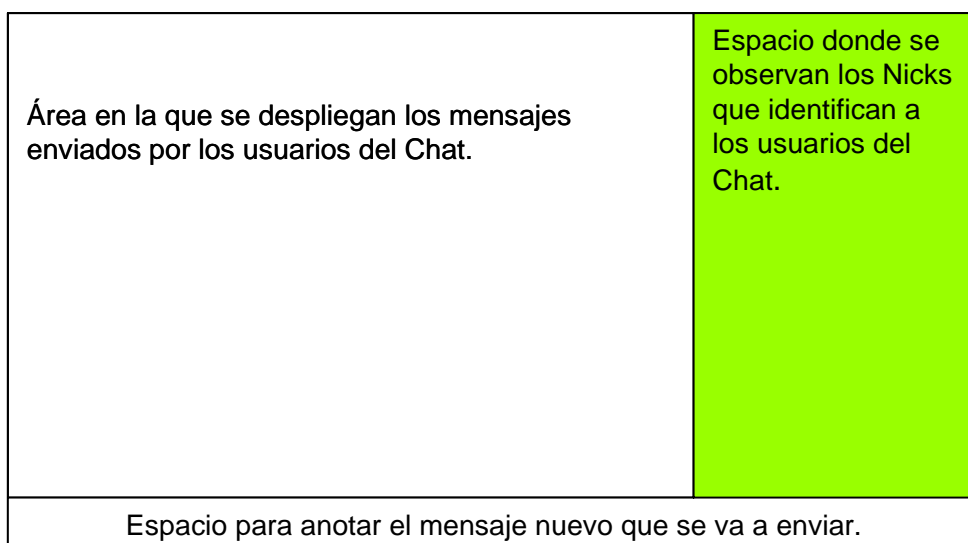 Área en la que se despliegan los mensajes
enviados por los usuarios del Chat.
Espacio donde se
observan los Nicks
que identifican a
los usuarios del
Chat.
Espacio para anotar el mensaje nuevo que se va a enviar.